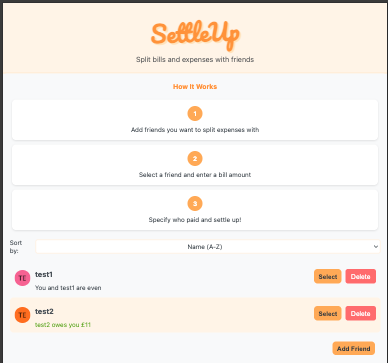 SettleUp
Split bills and expenses with friends
How It Works
1
Add friends you want to split expenses with
2
Select a friend and enter a bill amount
3
Specify who paid and settle up!
Sort by:
Name (A-Z)
TE
test1
You and test1 are even
Select
Delete
TE
test2
test2 owes you £11
Select
Delete
Add Friend